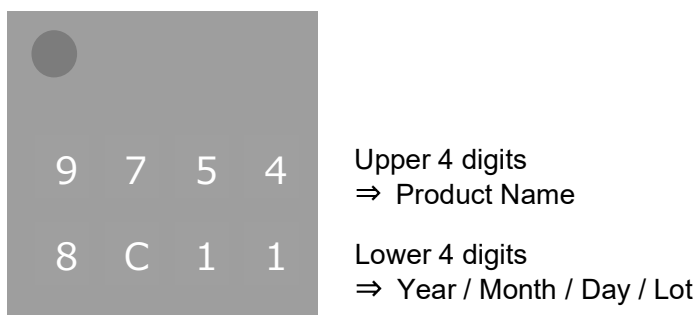 9 7 5 4
8 C 1 1
Upper 4 digits
⇒ Product Name
Lower 4 digits
⇒ Year / Month / Day / Lot